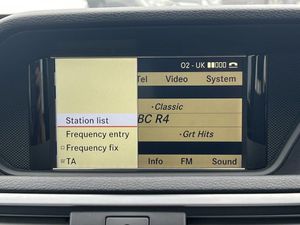 O2 - UK
Tel Video System
-Classic
BC R4
Station list
Frequency entry
-Grt Hits
Frequency fix
TA
Info FM Sound